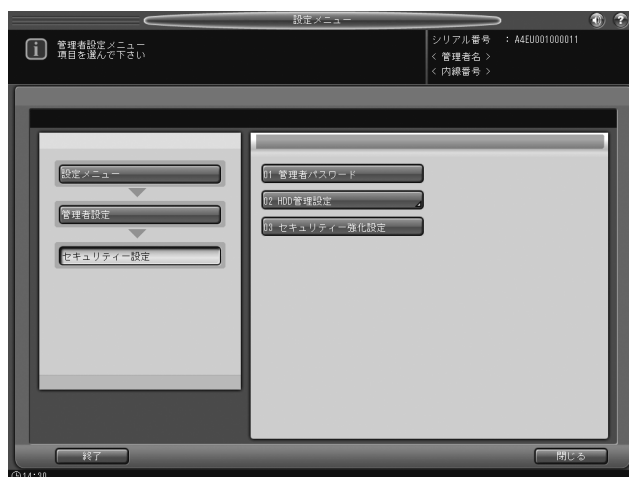 設定メニュー
管理者設定メニュー
項目を選んで下さい
シリアル番号 : A4EU001000011
< 管理者名 >
< 内線番号 >
設定メニュー
管理者設定
セキュリティー設定
01 管理者パスワード
02 HDD管理設定
03 セキュリティー強化設定
終了
閉じる